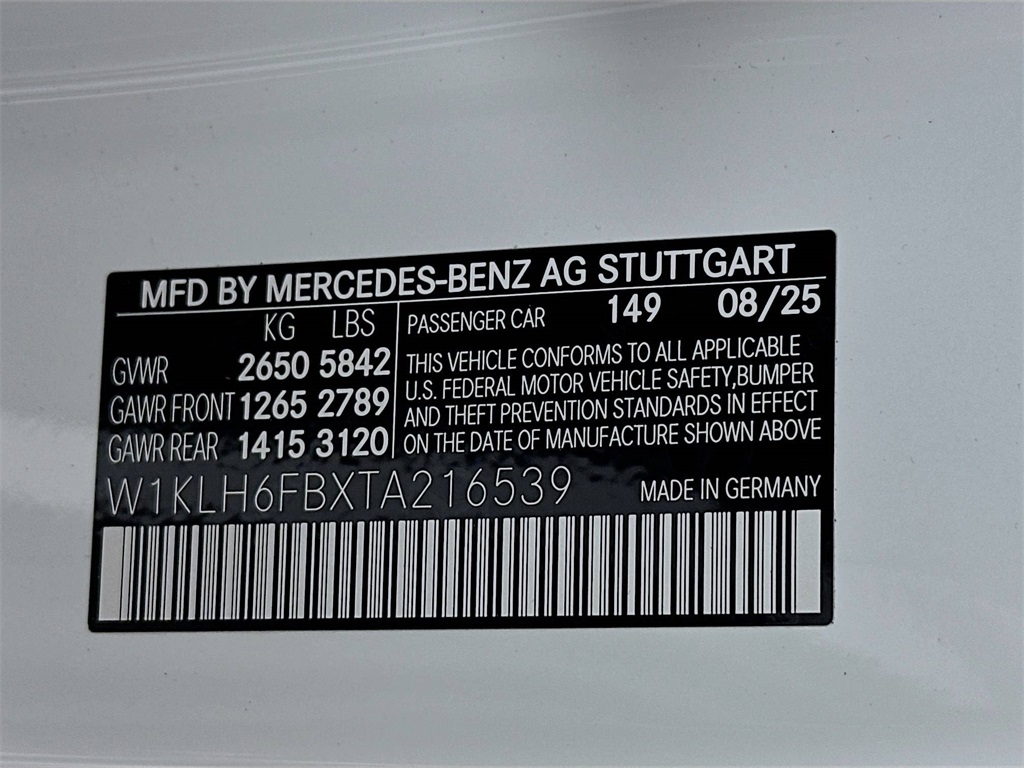 MFD BY MERCEDES-BENZ AG STUTTGART
KG LBS
GVWR 2650 5842
GAWR FRONT 1265 2789
GAWR REAR 1415 3120
PASSENGER CAR 149 08/25
THIS VEHICLE CONFORMS TO ALL APPLICABLE
U.S. FEDERAL MOTOR VEHICLE SAFETY,BUMPER
AND THEFT PREVENTION STANDARDS IN EFFECT
ON THE DATE OF MANUFACTURE SHOWN ABOVE
W1KLH6FBXTA216539
MADE IN GERMANY